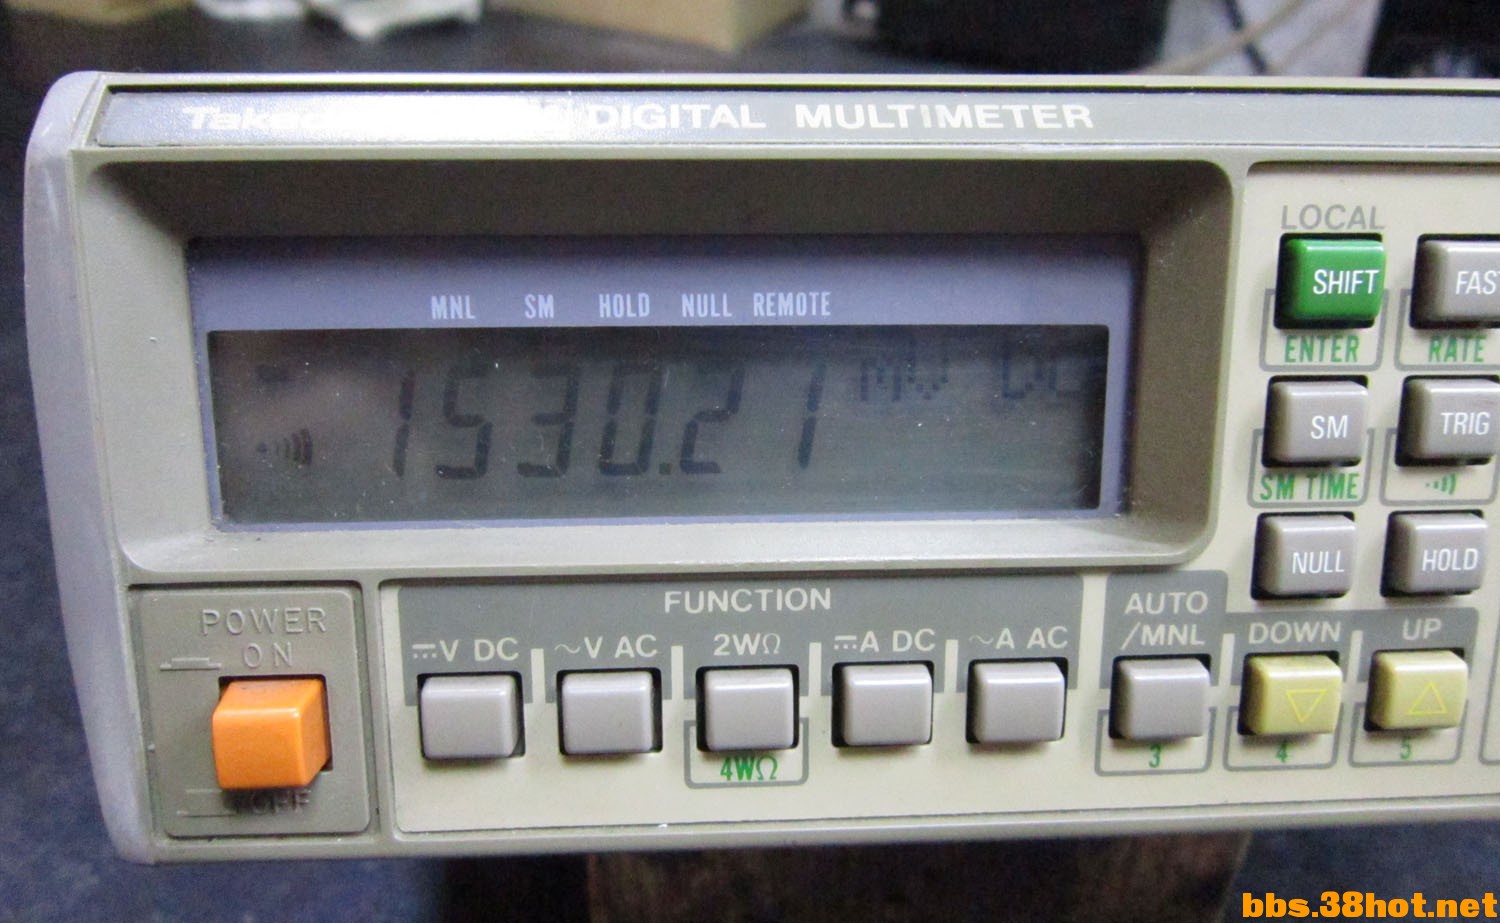 DIGITAL MULTIMETER
LOCAL
MNL SM HOLD NULL REMOTE
SHIFT
ENTER RATE
1530.21 mV DC
SM TRIG
SM TIME
NULL HOLD
FUNCTION
AUTO
/MNL DOWN UP
POWER
ON
V DC ~V AC 2WΩ A DC ~A AC
4WΩ
3 4 5
OFF
bbs.38hot.net